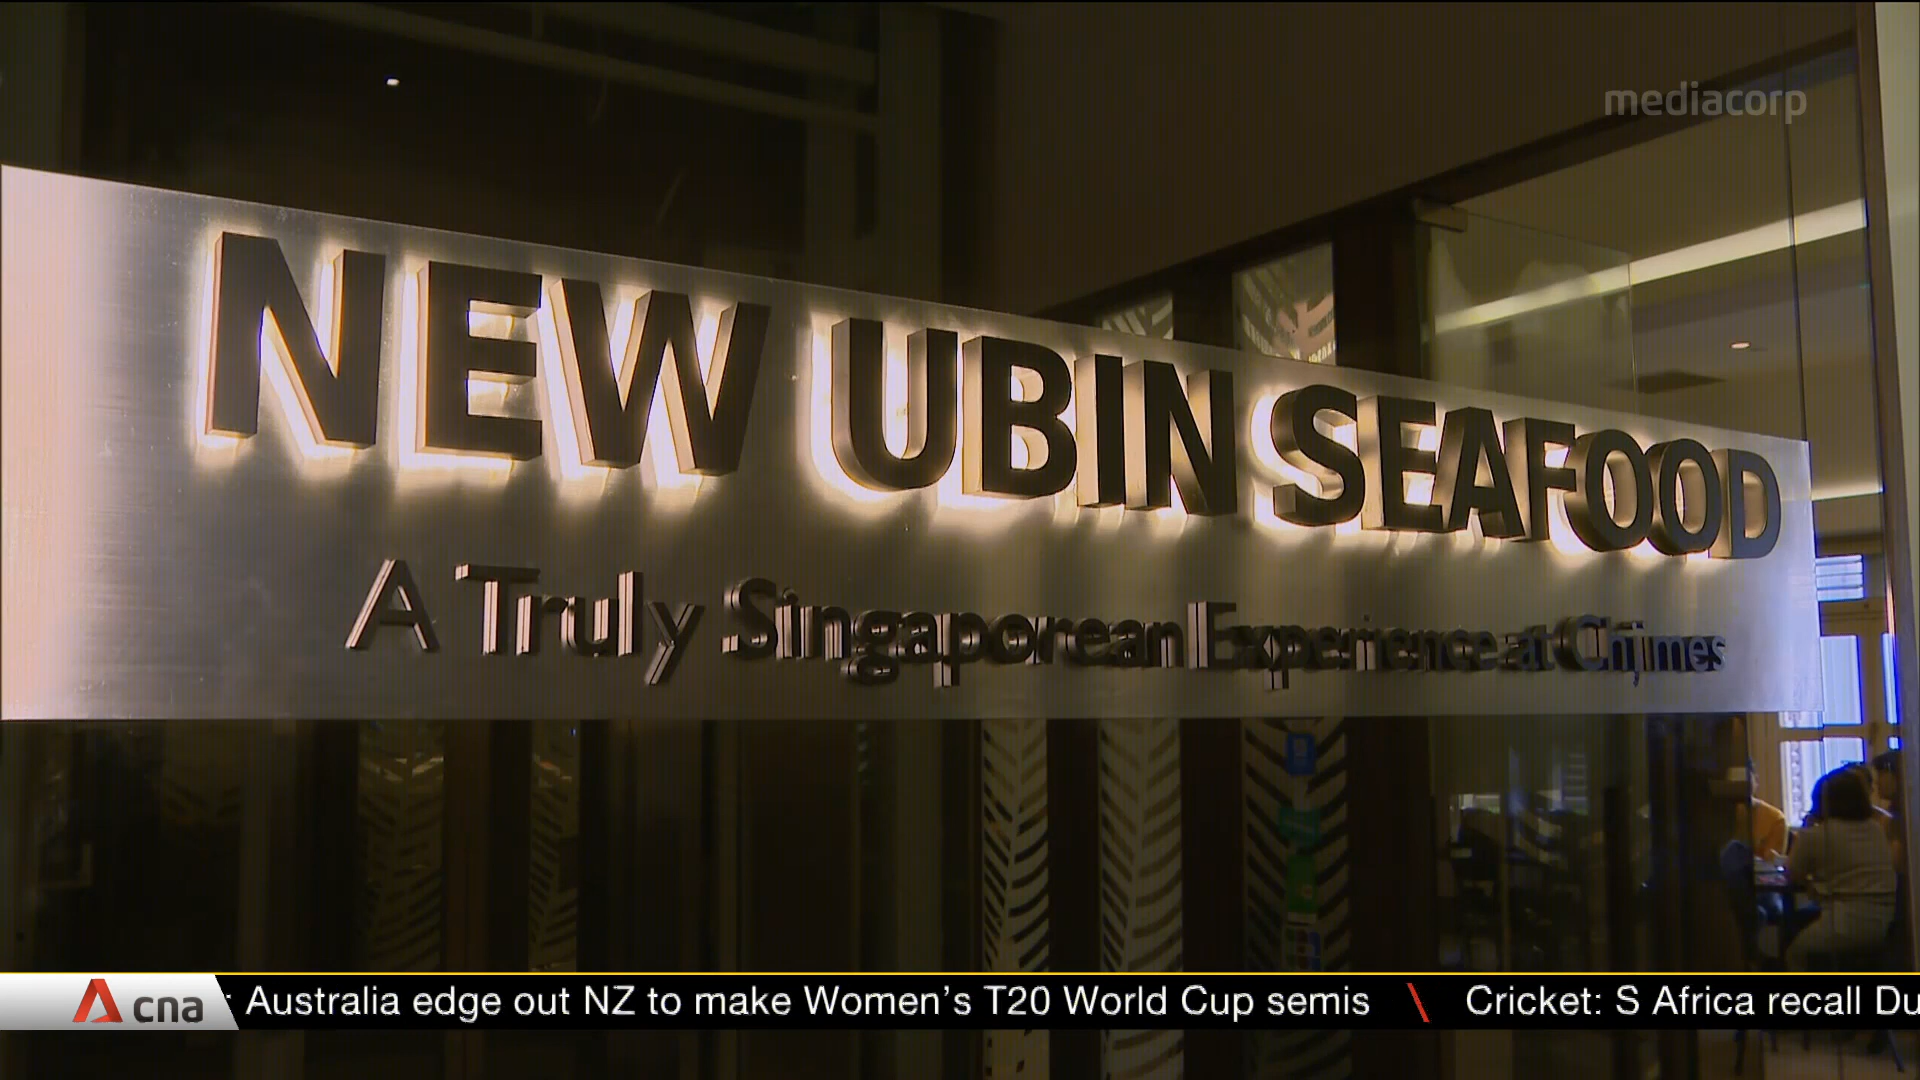 mediacorp
NEW UBIN SEAFOOD
A Truly Singaporean Experience at Chijmes
cna : Australia edge out NZ to make Women's T20 World Cup semis \ Cricket: S Africa recall Du